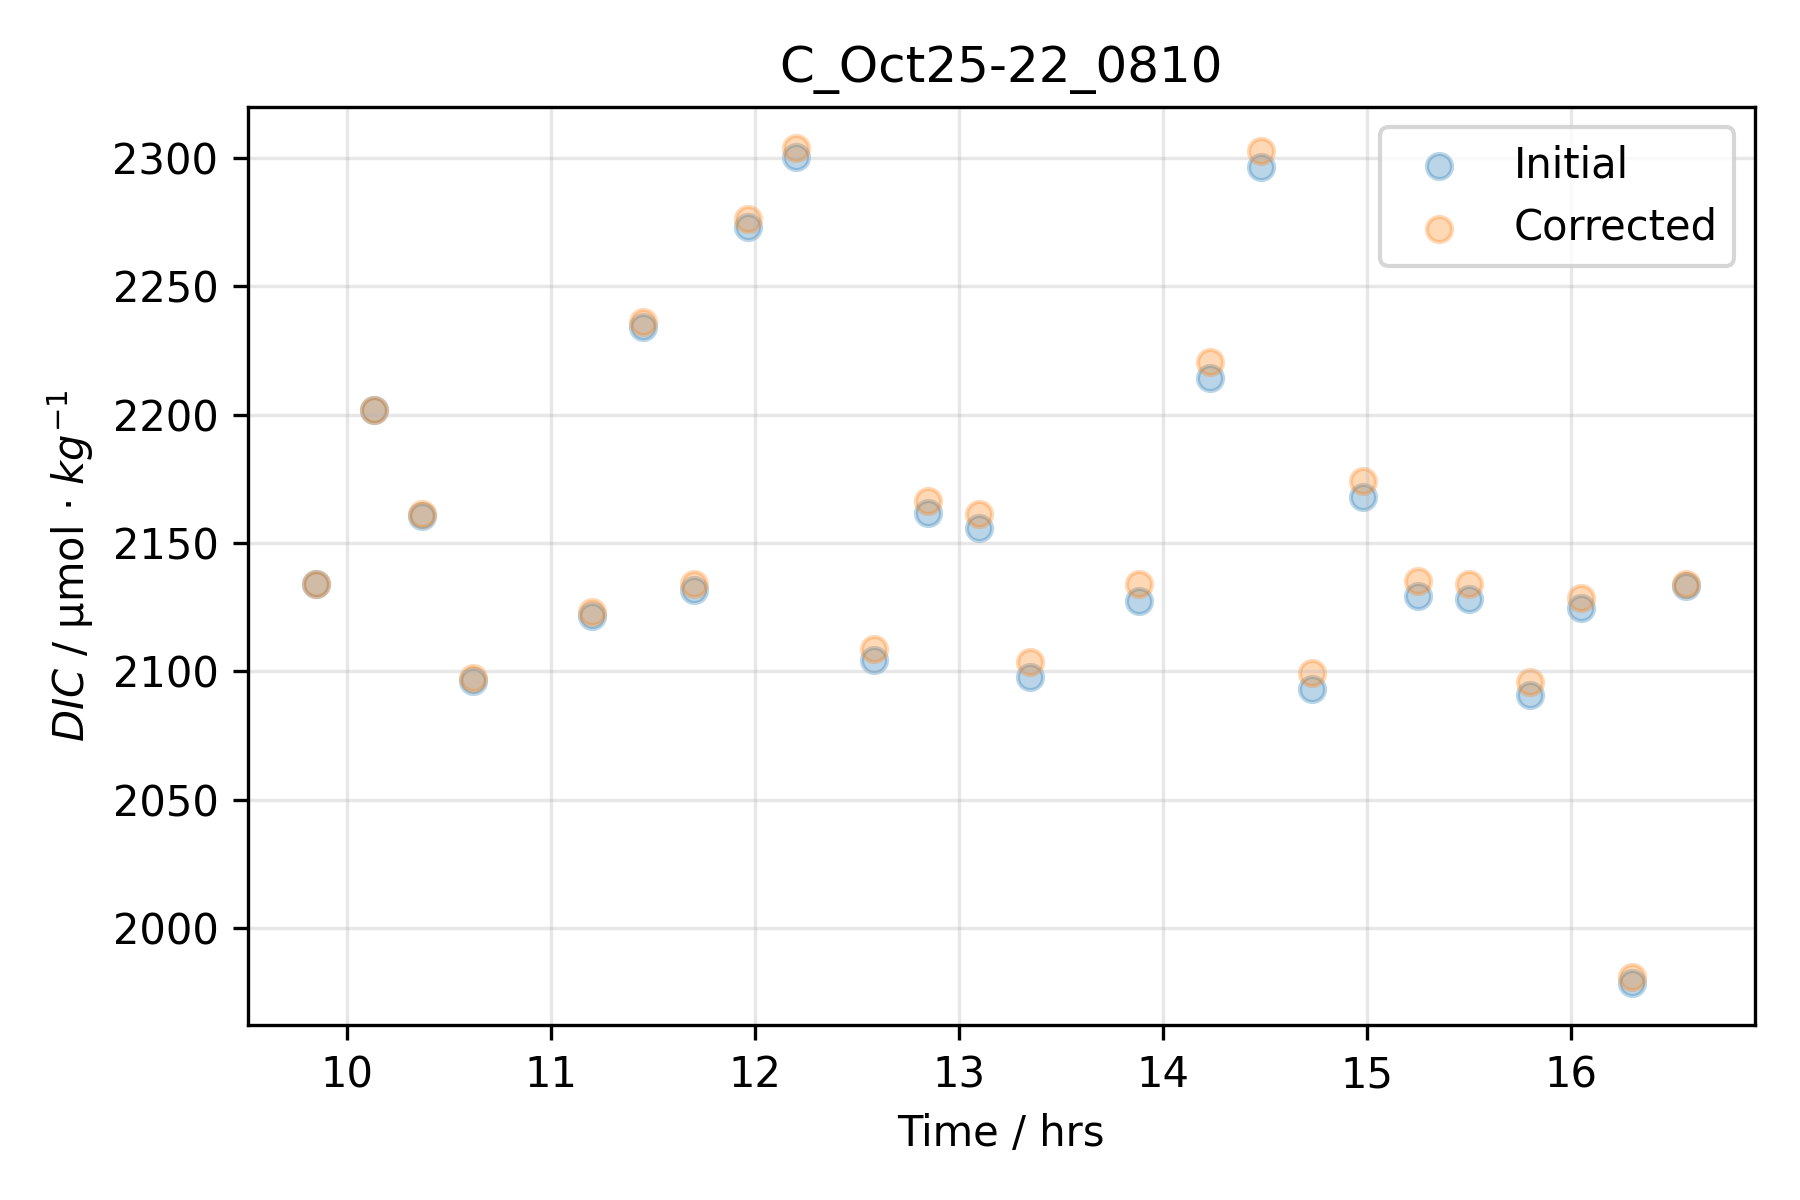 C_Oct25-22_0810
2300
2250
2200
2150
2100
2050
2000
DIC / µmol · kg⁻¹
Initial
Corrected
10 11 12 13 14 15 16
Time / hrs